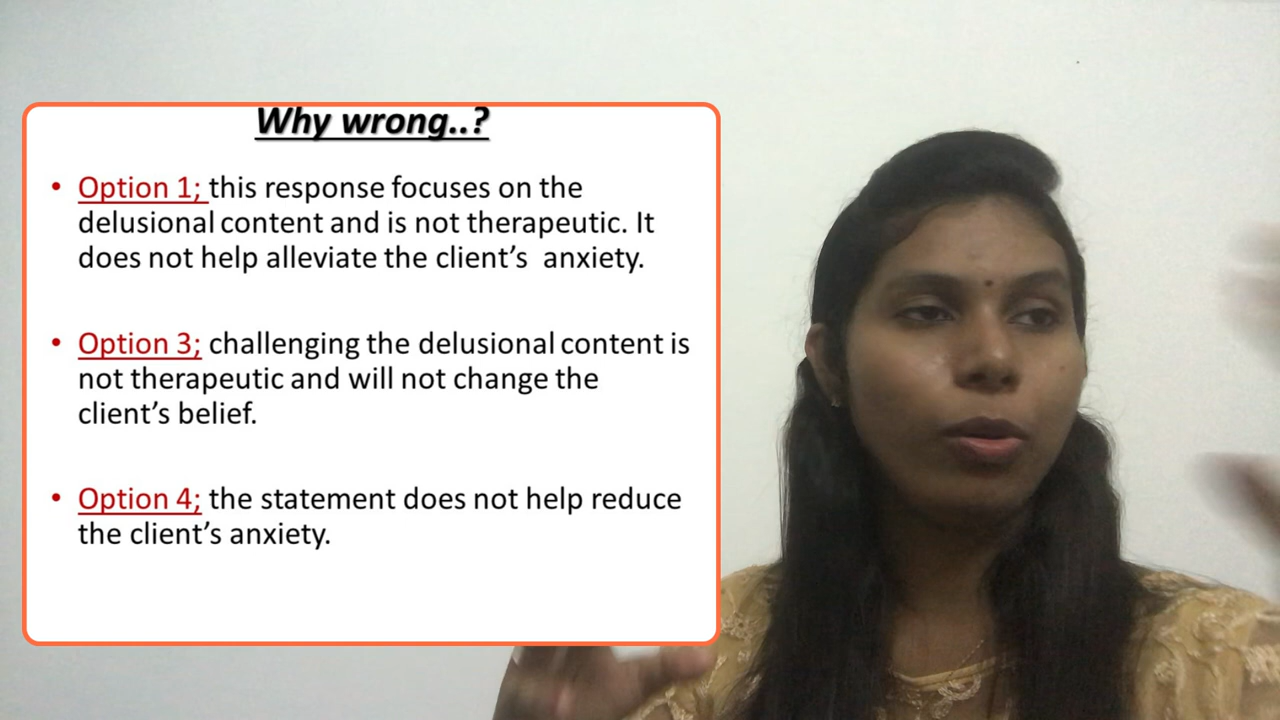 Why wrong..?
• Option 1; this response focuses on the
delusional content and is not therapeutic. It
does not help alleviate the client’s  anxiety.
• Option 3; challenging the delusional content is
not therapeutic and will not change the
client’s belief.
• Option 4; the statement does not help reduce
the client’s anxiety.